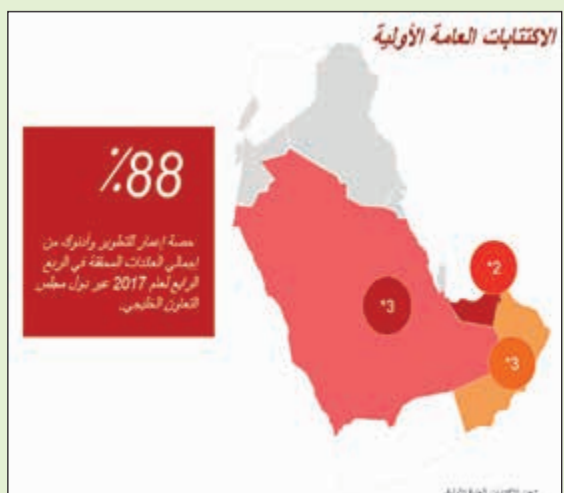 الاكتتابات العامة الأولية
٪88
حصة إعمار للتطوير وأدنوك من
إجمالي العائدات المحققة في الربع
الرابع لعام 2017 عبر دول مجلس
التعاون الخليجي.
*2
*3
*3